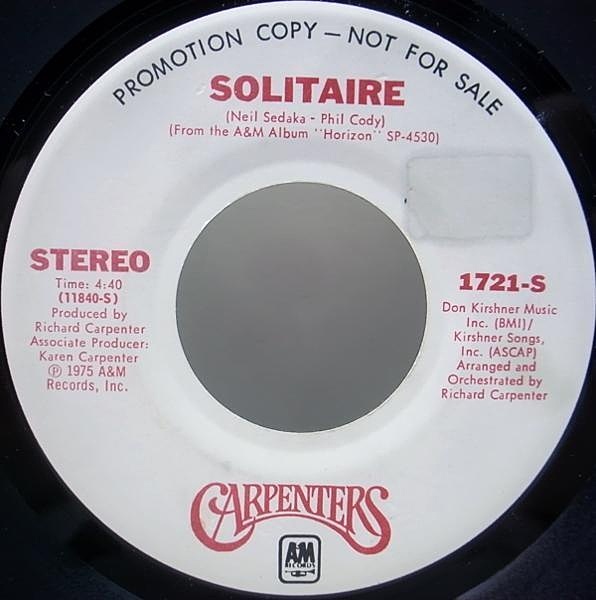 PROMOTION COPY — NOT FOR SALE
SOLITAIRE
(Neil Sedaka - Phil Cody)
(From the A&M Album "Horizon" SP-4530)
STEREO
Time: 4:40
(11840-S)
Produced by
Richard Carpenter
Associate Producer:
Karen Carpenter
℗ 1975 A&M
Records, Inc.
1721-S
Don Kirshner Music
Inc. (BMI)/
Kirshner Songs,
Inc. (ASCAP)
Arranged and
Orchestrated by
Richard Carpenter
CARPENTERS
A&M
RECORDS